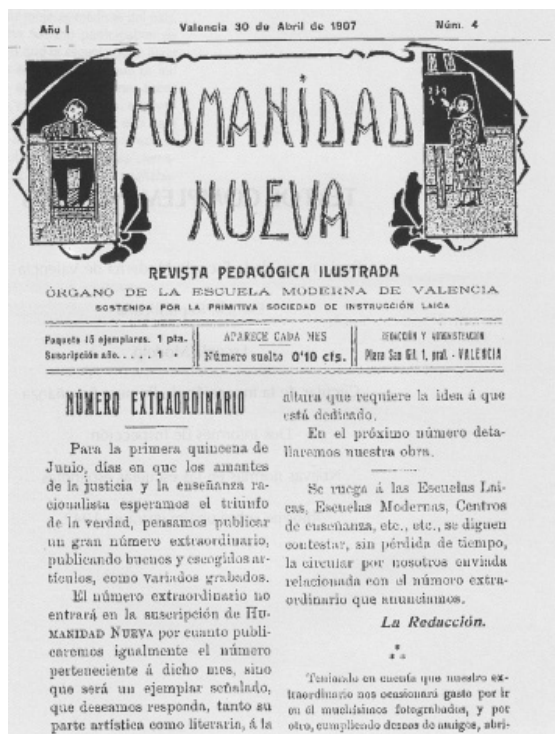 Año I
Valencia 30 de Abril de 1907
Núm. 4
HUMANIDAD
NUEVA
REVISTA PEDAGÓGICA ILUSTRADA
ÓRGANO DE LA ESCUELA MODERNA DE VALENCIA
SOSTENIDA POR LA PRIMITIVA SOCIEDAD DE INSTRUCCIÓN LAICA
Paquete 15 ejemplares. 1 pta.
Suscripción año. . . . . 1 »
APARECE CADA MES
Número suelto 0'10 cts.
REDACCIÓN Y ADMINISTRACIÓN
Plaza San Gil, 1, pral. - VALENCIA
NÚMERO EXTRAORDINARIO
Para la primera quincena de
Junio, días en que los amantes
de la justicia y la enseñanza ra-
cionalista esperamos el triunfo
de la verdad, pensamos publicar
un gran número extraordinario,
publicando buenos y escogidos ar-
tículos, como variados grabados.
El número extraordinario no
entrará en la suscripción de HU-
MANIDAD NUEVA por cuanto publi-
caremos igualmente el número
perteneciente á dicho mes, sino
que será un ejemplar señalado,
que deseamos responda, tanto su
parte artística como literaria, á la
altura que requiere la idea á que
está dedicado.
En el próximo número deta-
llaremos nuestra obra.
Se ruega á las Escuelas Lai-
cas, Escuelas Modernas, Centros
de enseñanza, etc., etc., se dignen
contestar, sin pérdida de tiempo,
la circular por nosotros enviada
relacionada con el número extra-
ordinario que anunciamos.
La Redacción.
Teniendo en cuenta que nuestro ex-
traordinario nos ocasionará gasto por ir
en él muchísimos fotograbados, y por
otro, cumpliendo deseos de amigos, abri-